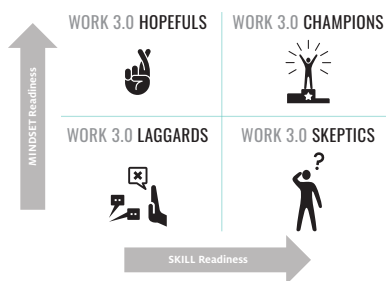 WORK 3.0 HOPEFULS
WORK 3.0 CHAMPIONS
MINDSET Readiness
WORK 3.0 LAGGARDS
WORK 3.0 SKEPTICS
?
SKILL Readiness